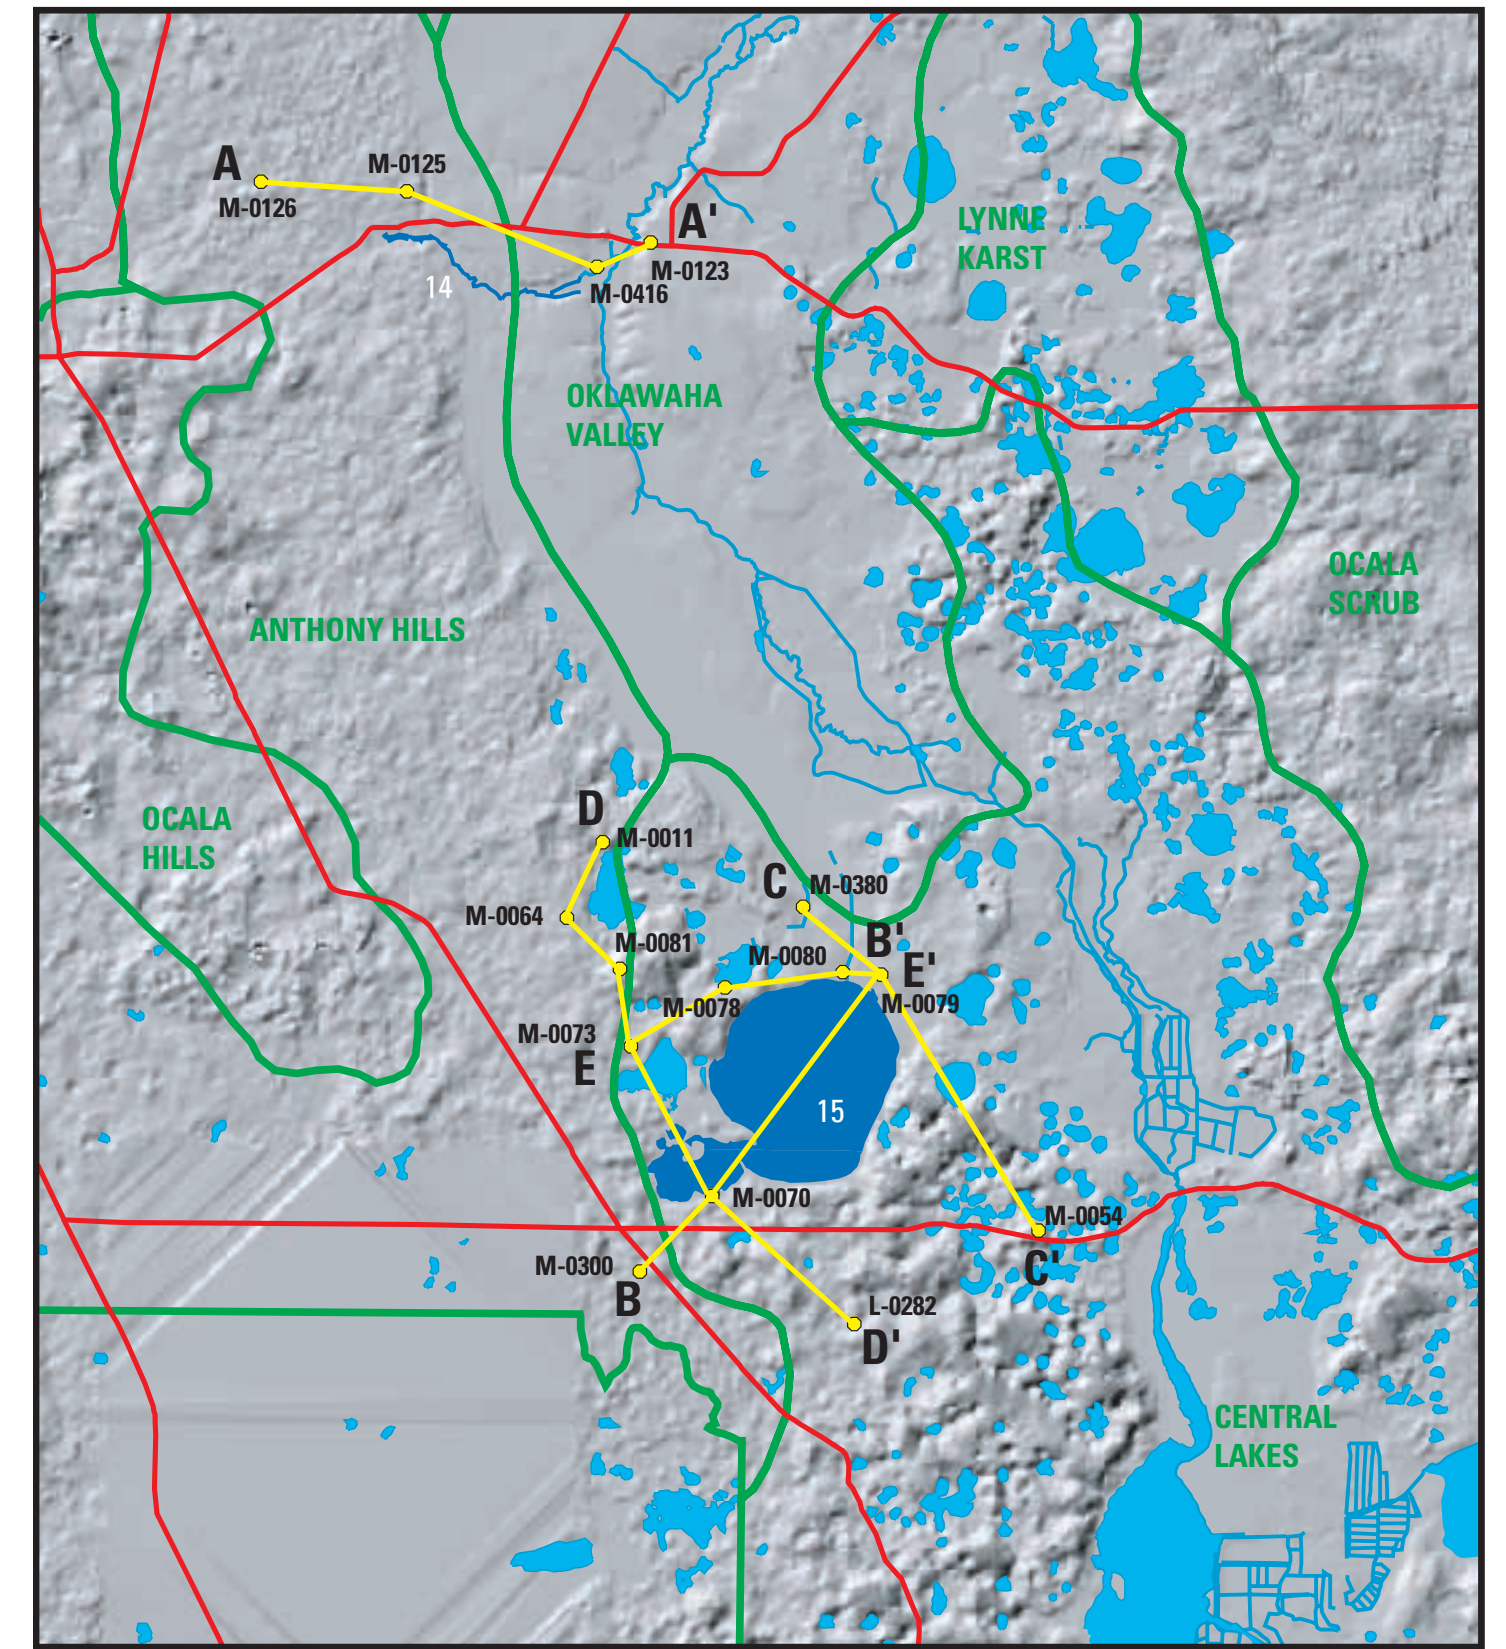 A
M-0126
M-0125
A'
M-0123
M-0416
14
LYNNE
KARST
OKLAWAHA
VALLEY
OCALA
SCRUB
ANTHONY HILLS
OCALA
HILLS
D
M-0011
M-0064
M-0081
C
M-0380
B'
M-0080
E'
M-0079
M-0078
M-0073
E
15
M-0070
M-0054
C'
M-0300
B
L-0282
D'
CENTRAL
LAKES